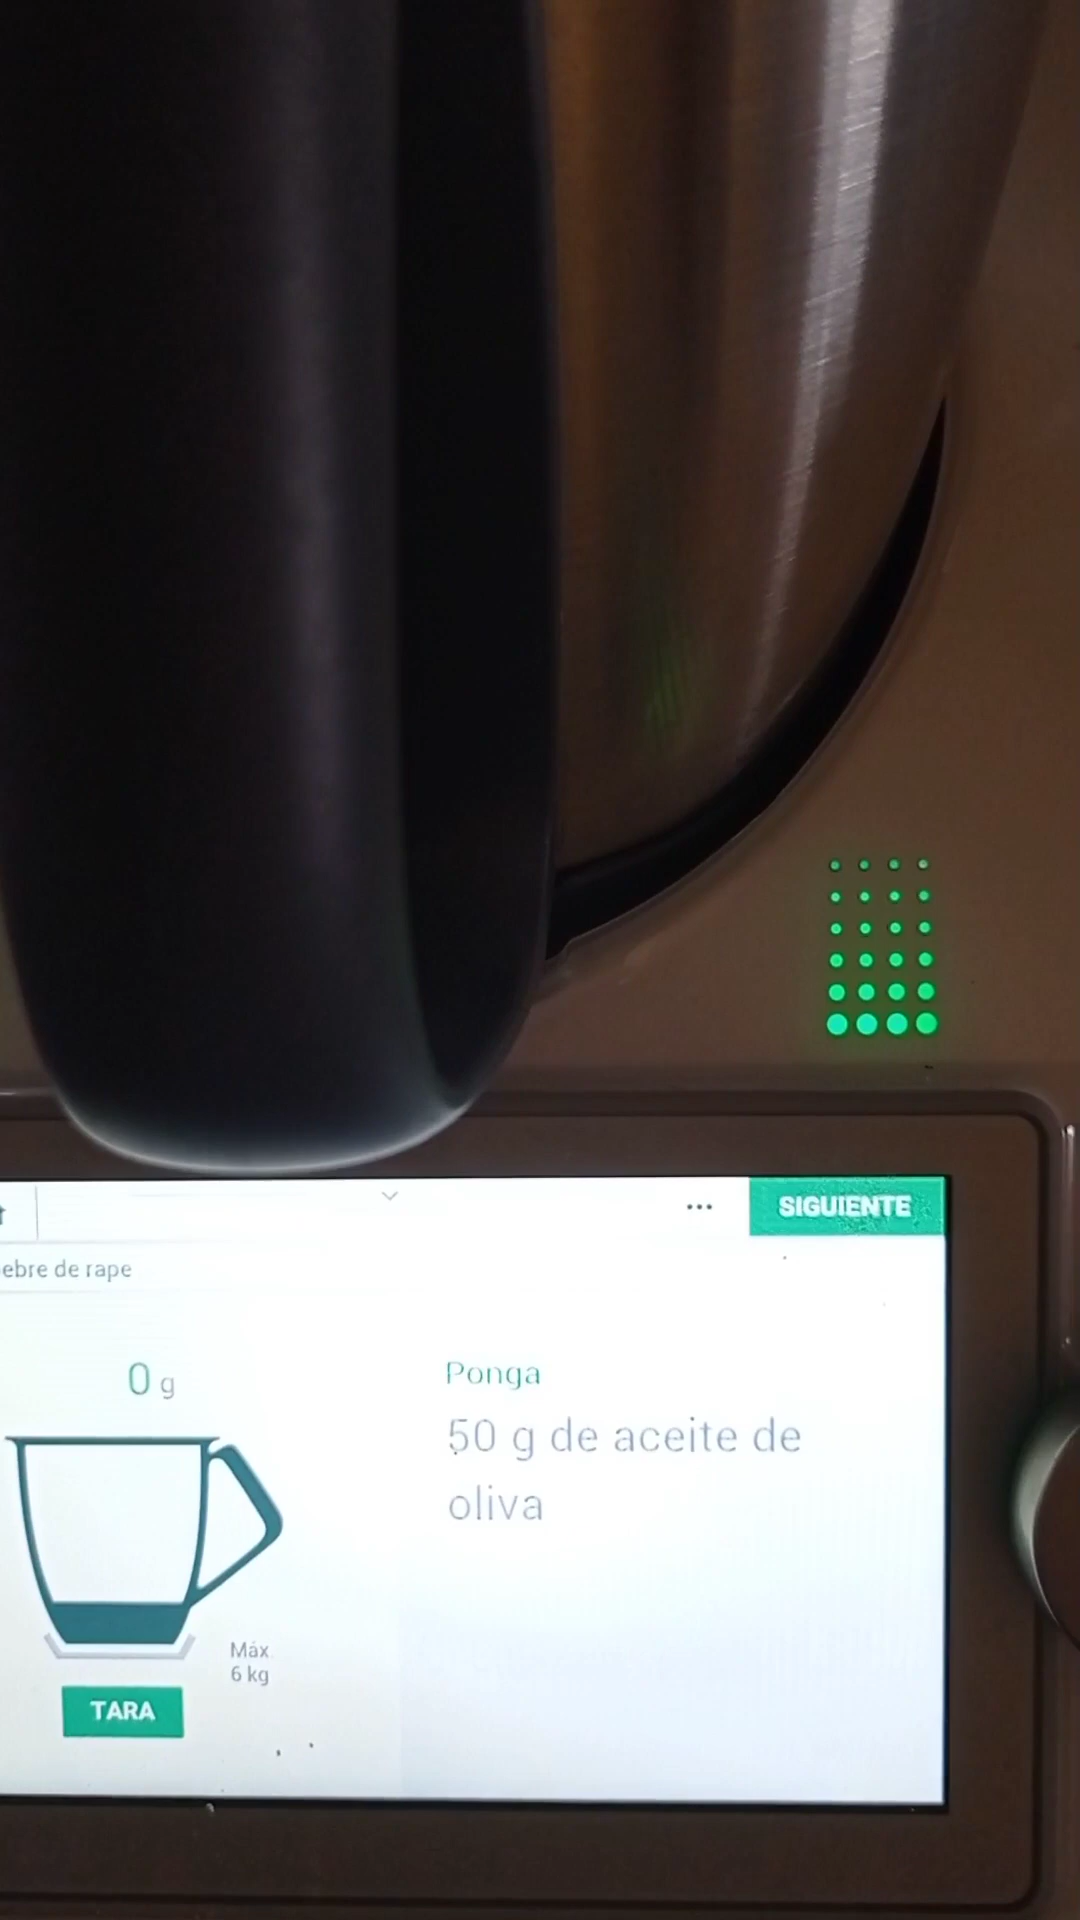 SIGUIENTE
ebre de rape
0 g
Ponga
50 g de aceite de
oliva
Máx
6 kg
TARA